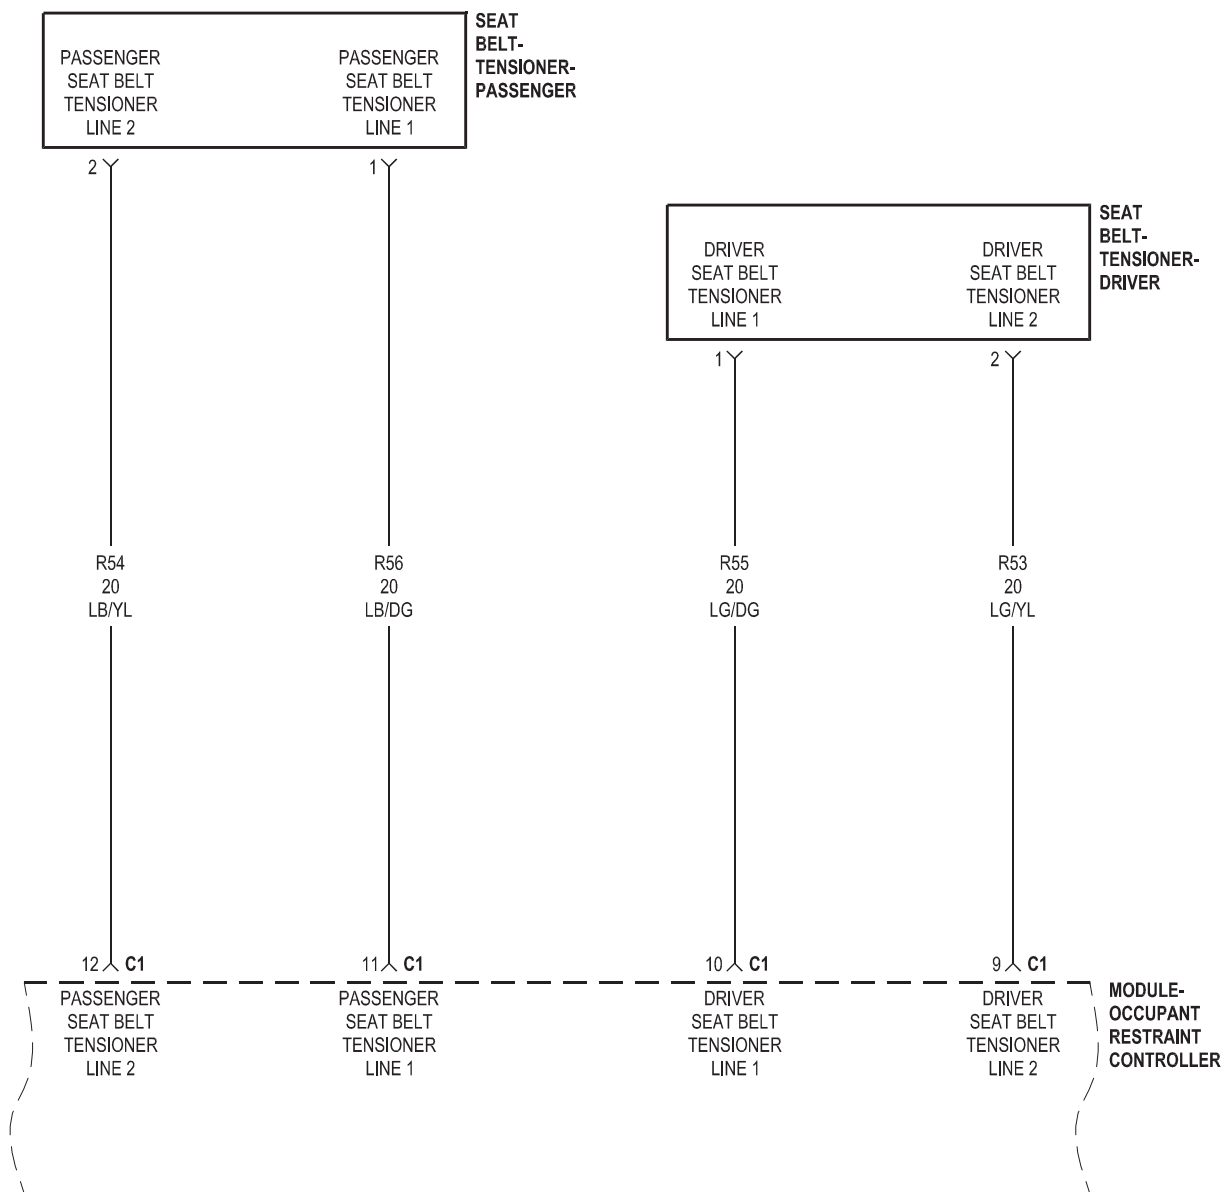 SEAT
BELT-
TENSIONER-
PASSENGER
PASSENGER
SEAT BELT
TENSIONER
LINE 2
PASSENGER
SEAT BELT
TENSIONER
LINE 1
2
1
SEAT
BELT-
TENSIONER-
DRIVER
DRIVER
SEAT BELT
TENSIONER
LINE 1
DRIVER
SEAT BELT
TENSIONER
LINE 2
1
2
R54
20
LB/YL
R56
20
LB/DG
R55
20
LG/DG
R53
20
LG/YL
12 C1
11 C1
10 C1
9 C1
PASSENGER
SEAT BELT
TENSIONER
LINE 2
PASSENGER
SEAT BELT
TENSIONER
LINE 1
DRIVER
SEAT BELT
TENSIONER
LINE 1
DRIVER
SEAT BELT
TENSIONER
LINE 2
MODULE-
OCCUPANT
RESTRAINT
CONTROLLER